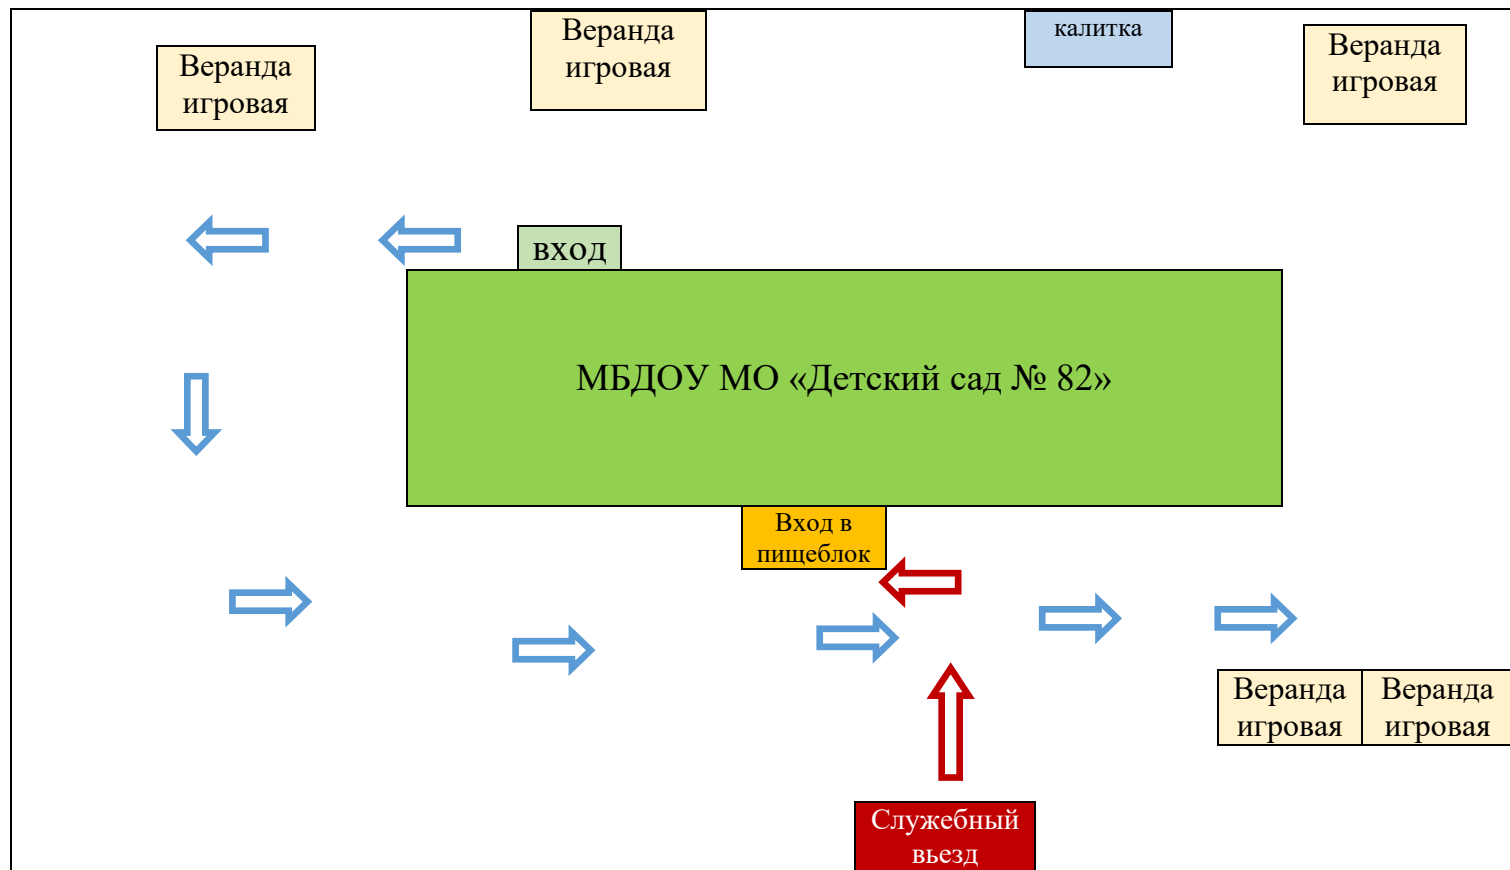 Веранда
игровая
Веранда
игровая
калитка
Веранда
игровая
вход
МБДОУ МО «Детский сад № 82»
Вход в
пищеблок
Веранда
игровая
Веранда
игровая
Служебный
вьезд